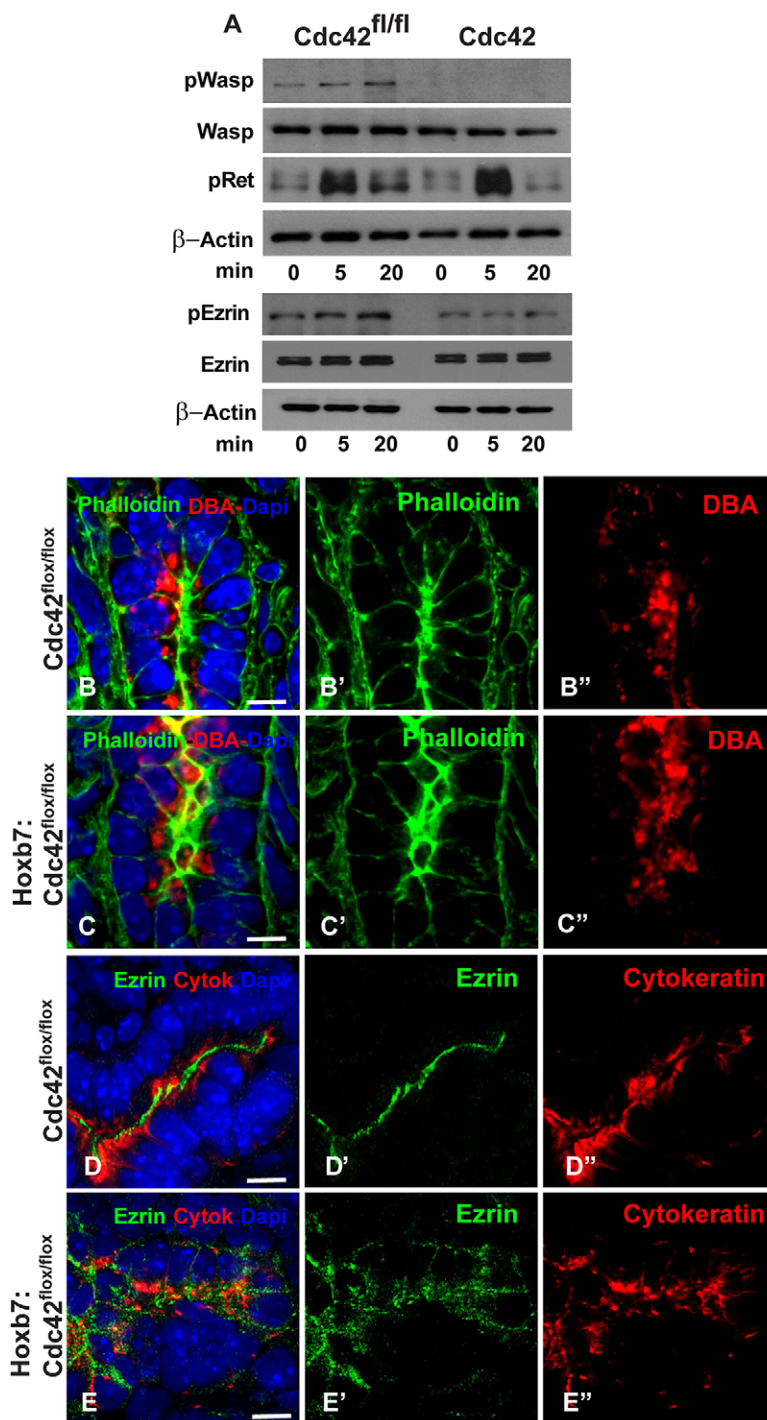 A
Cdc42fl/fl Cdc42
pWasp
Wasp
pRet
β–Actin
min 0 5 20 0 5 20
pEzrin
Ezrin
β–Actin
min 0 5 20 0 5 20
Cdc42flox/flox
Phalloidin-DBA-Dapi
B
Phalloidin
B’
DBA
B”
Hoxb7:
Cdc42flox/flox
Phalloidin-DBA-Dapi
C
Phalloidin
C’
DBA
C”
Cdc42flox/flox
Ezrin Cytok Dapi
D
Ezrin
D’
Cytokeratin
D”
Hoxb7:
Cdc42flox/flox
Ezrin Cytok Dapi
E
Ezrin
E’
Cytokeratin
E”